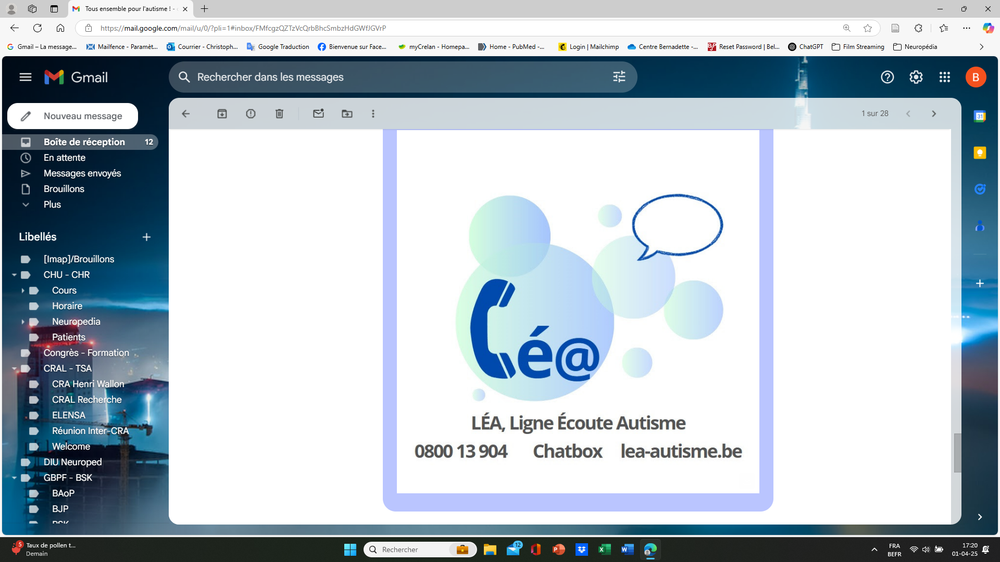 Tous ensemble pour l'autisme ! -
https://mail.google.com/mail/u/0/?pli=1#inbox/FMfcgzQZTzVcQrbBhcSmbzHdGWfJGVrP
Gmail – La message...
Mailfence - Paramèt...
Courrier - Christoph...
Google Traduction
Bienvenue sur Face...
myCrelan - Homepa...
Home - PubMed -...
Login | Mailchimp
Centre Bernadette -...
BJP
Reset Password | Bel...
ChatGPT
Film Streaming
Neuropédia
Gmail
Rechercher dans les messages
B
Nouveau message
1 sur 28
31
Boîte de réception 12
En attente
Messages envoyés
Brouillons
Plus
Libellés
[Imap]/Brouillons
CHU - CHR
Cours
Horaire
Neuropedia
Patients
Congrès - Formation
CRAL - TSA
CRA Henri Wallon
CRAL Recherche
ELENSA
Réunion Inter-CRA
Welcome
DIU Neuroped
GBPF - BSK
BAoP
BJP
BSK
é@
LÉA, Ligne Écoute Autisme
0800 13 904 Chatbox lea-autisme.be
5
Taux de pollen t...
Demain
Rechercher
12
FRA
BEFR
17:20
01-04-25